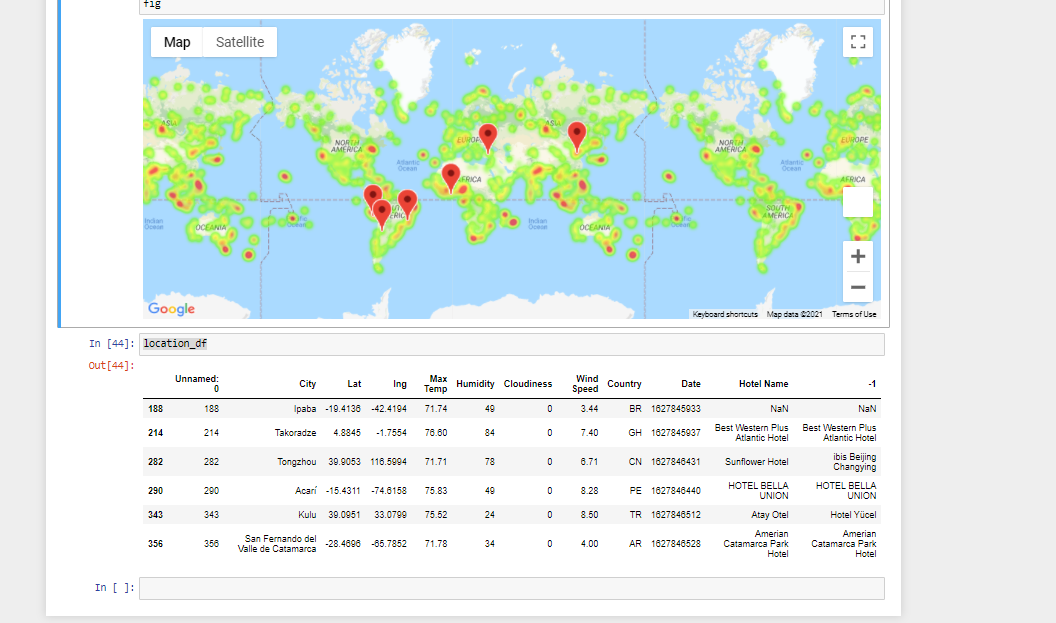 fig
Map Satellite
ASIA
NORTH
AMERICA
Atlantic
Ocean
EUROPE
AFRICA
ASIA
NORTH
AMERICA
Atlantic
Ocean
EUROPE
AFRICA
Indian
Ocean
OCEANIA
Indian
Ocean
OCEANIA
SOUTH
AMERICA
Google
Keyboard shortcuts Map data ©2021 Terms of Use
In [44]: location_df
Out[44]:
Unnamed: 0 City Lat lng Max Temp Humidity Cloudiness Wind Speed Country Date Hotel Name -1
188 188 Ipaba -19.4136 -42.4194 71.74 49 0 3.44 BR 1627845933 NaN NaN
214 214 Takoradze 4.8845 -1.7554 76.60 84 0 7.40 GH 1627845937 Best Western Plus Atlantic Hotel Best Western Plus Atlantic Hotel
282 282 Tongzhou 39.9053 116.5994 71.71 78 0 6.71 CN 1627846431 Sunflower Hotel ibis Beijing Changying
290 290 Acarí -15.4311 -74.6158 75.83 49 0 8.28 PE 1627846440 HOTEL BELLA UNION HOTEL BELLA UNION
343 343 Kulu 39.0951 33.0799 75.52 24 0 8.50 TR 1627846512 Atay Otel Hotel Yücel
356 356 San Fernando del Valle de Catamarca -28.4696 -65.7852 71.78 34 0 4.00 AR 1627846528 Amerian Catamarca Park Hotel Amerian Catamarca Park Hotel
In [ ]: